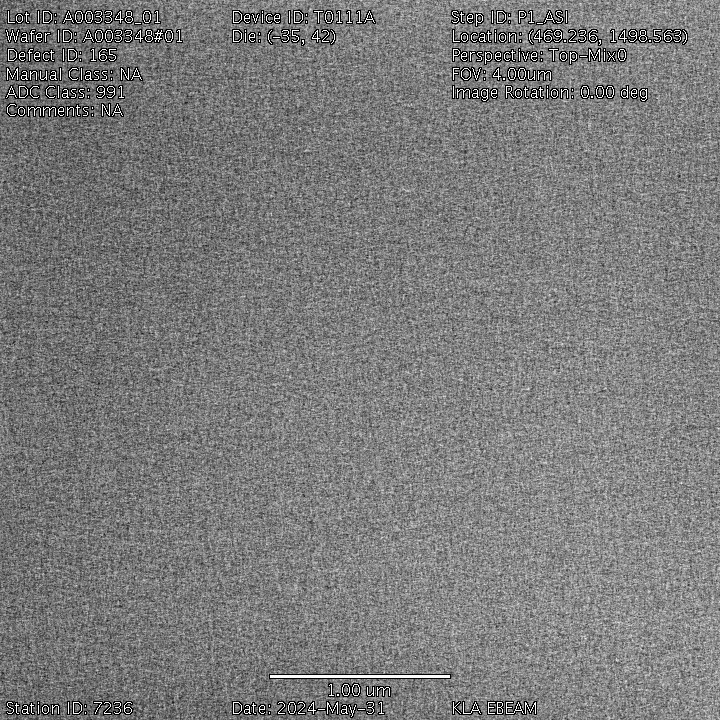 Lot ID: A003348_01 Device ID: T0111A Step ID: P1_ASI
Wafer ID: A003348#01 Die: (-35, 42) Location: (469.236, 1498.563)
Defect ID: 165 Perspective: Top-Mix0
Manual Class: NA FOV: 4.00um
ADC Class: 991 Image Rotation: 0.00 deg
Comments: NA
1.00 um
Station ID: 7236 Date: 2024-May-31 KLA EBEAM